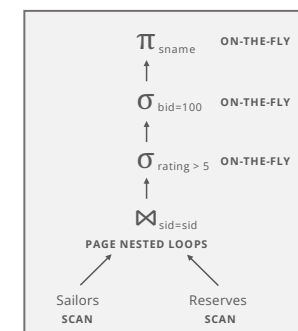 π sname ON-THE-FLY
σ bid=100 ON-THE-FLY
σ rating > 5 ON-THE-FLY
⋈ sid=sid
PAGE NESTED LOOPS
Sailors Reserves
SCAN SCAN